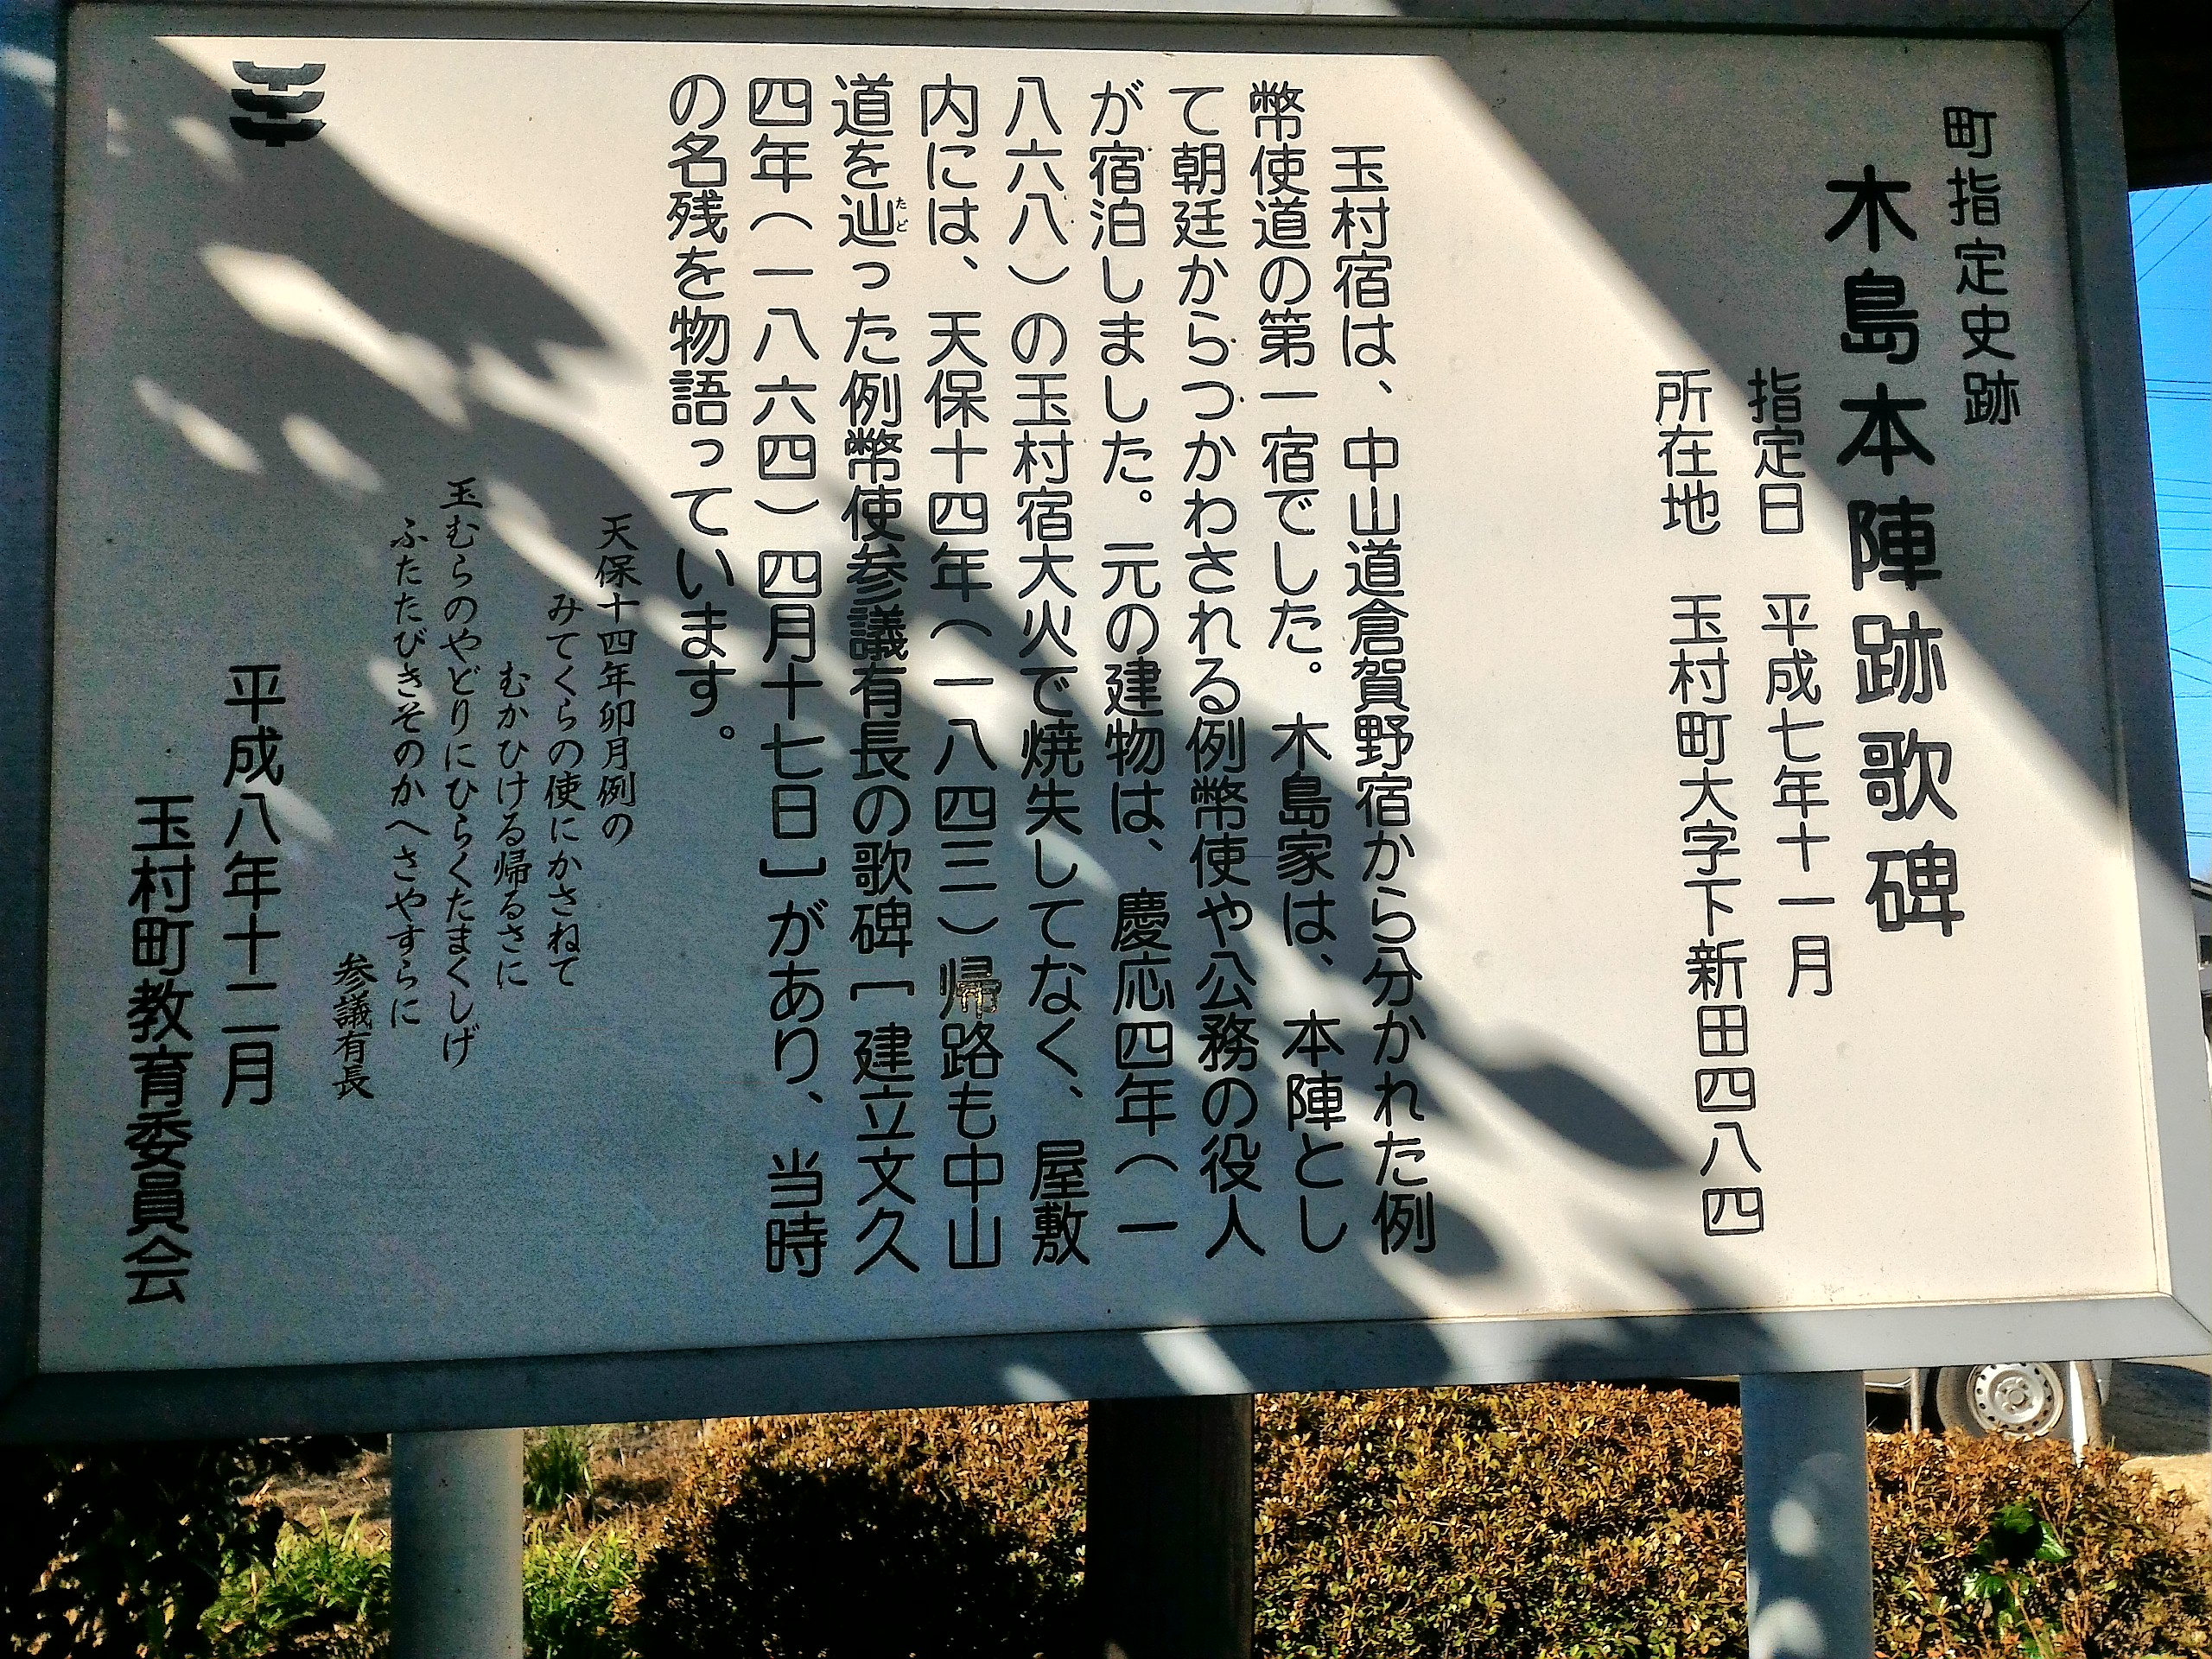 町指定史跡
木島本陣跡歌碑
指定日　平成七年十一月
所在地　玉村町大字下新田四八四
玉村宿は、中山道倉賀野宿から分かれた例
幣使道の第一宿でした。木島家は、本陣とし
て朝廷からつかわされる例幣使や公務の役人
が宿泊しました。元の建物は、慶応四年（一
八六八）の玉村宿大火で焼失してなく、屋敷
内には、天保十四年（一八四三）帰路も中山
道を辿った例幣使参議有長の歌碑［建立文久
四年（一八六四）四月十七日］があり、当時
の名残を物語っています。
天保十四年卯月例の
みてくらの使にかさねて
むかひける帰るさに
玉むらのやどりにひらくたまくしげ
ふたたびきそのかへさやすらに
参議有長
平成八年十二月
玉村町教育委員会